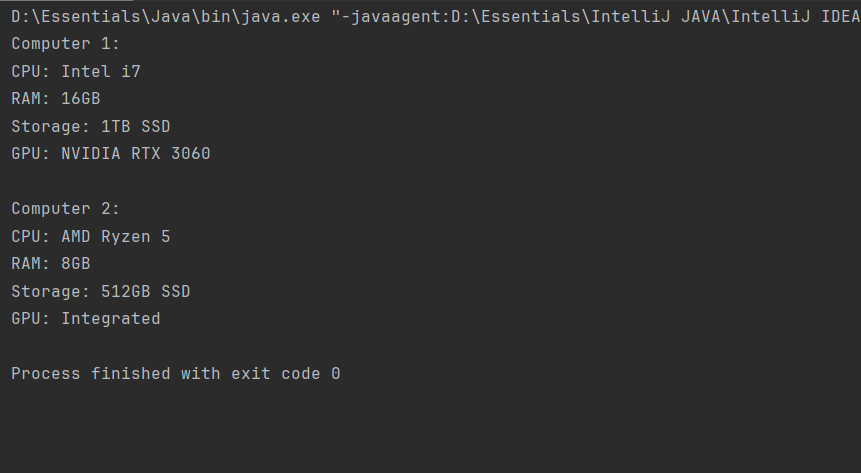 D:\Essentials\Java\bin\java.exe "-javaagent:D:\Essentials\IntelliJ JAVA\IntelliJ IDEA
Computer 1:
CPU: Intel i7
RAM: 16GB
Storage: 1TB SSD
GPU: NVIDIA RTX 3060
Computer 2:
CPU: AMD Ryzen 5
RAM: 8GB
Storage: 512GB SSD
GPU: Integrated
Process finished with exit code 0